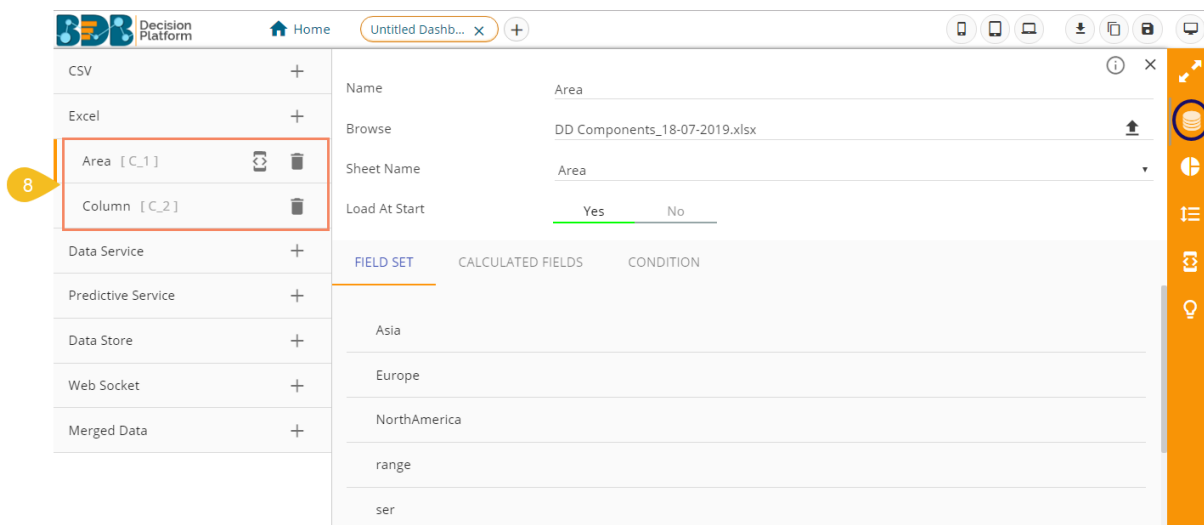 BDB Decision Platform
Home
Untitled Dashb... x
CSV
Excel
8
Area [ C_1 ]
Column [ C_2 ]
Data Service
Predictive Service
Data Store
Web Socket
Merged Data
Name Area
Browse DD Components_18-07-2019.xlsx
Sheet Name Area
Load At Start Yes No
FIELD SET CALCULATED FIELDS CONDITION
Asia
Europe
NorthAmerica
range
ser